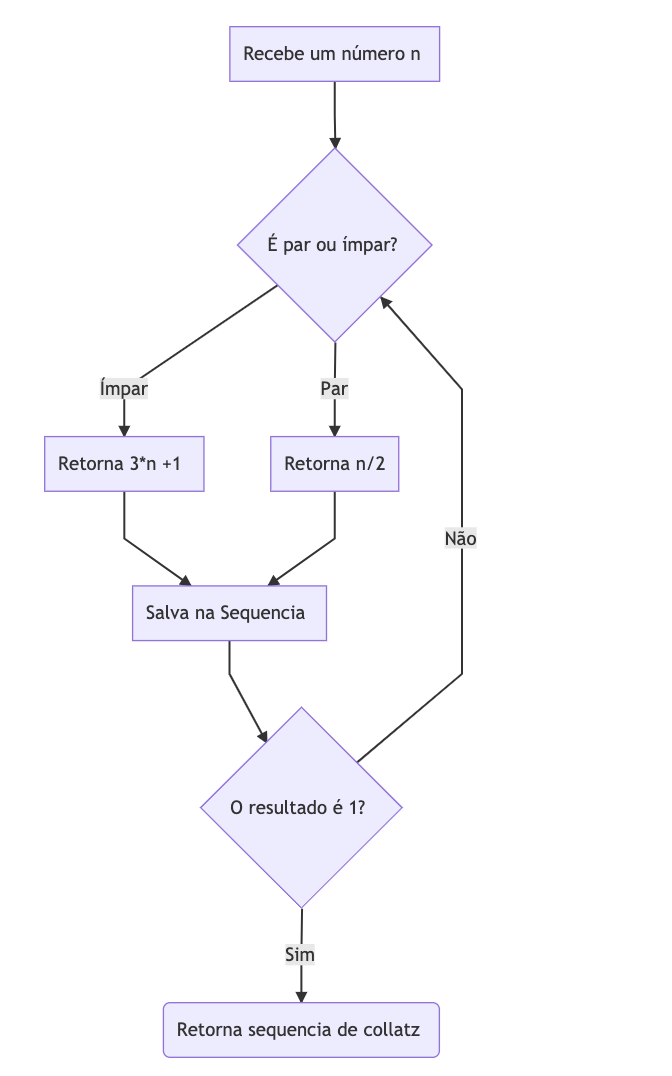 Recebe um número n
É par ou ímpar?
Ímpar
Par
Retorna 3*n +1
Retorna n/2
Não
Salva na Sequencia
O resultado é 1?
Sim
Retorna sequencia de collatz